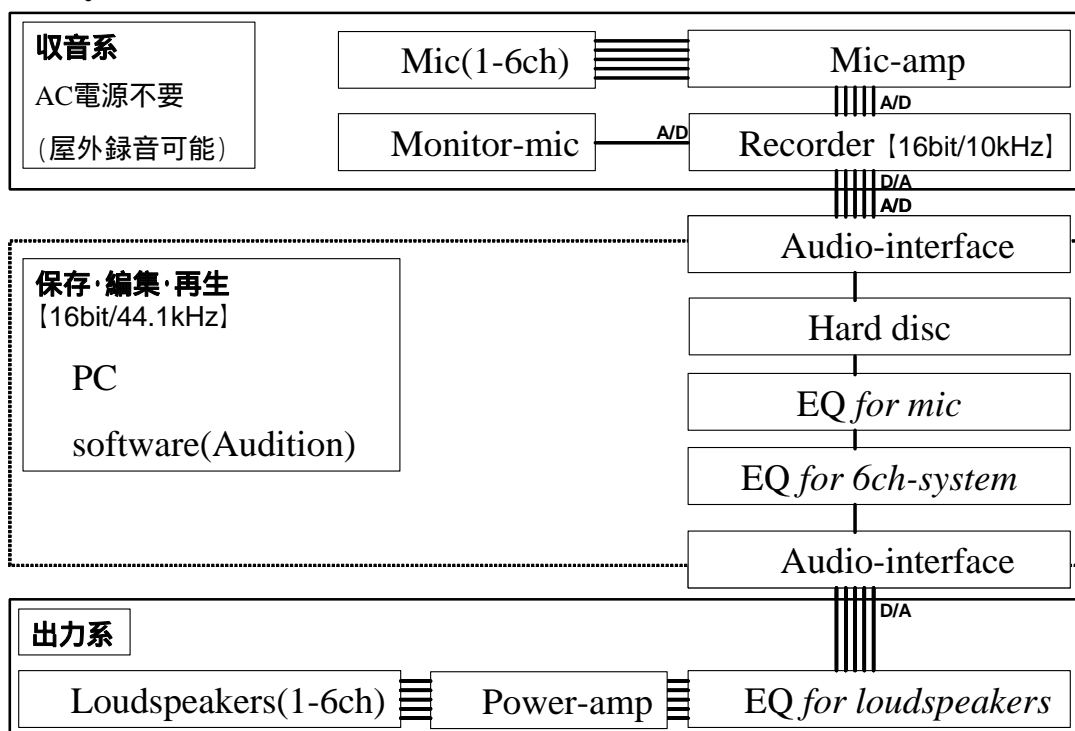 収音系
AC電源不要
(屋外録音可能)
Mic(1-6ch)
Mic-amp
A/D
Monitor-mic
A/D
Recorder【16bit/10kHz】
D/A
A/D
Audio-interface
保存・編集・再生
【16bit/44.1kHz】
PC
software(Audition)
Hard disc
EQ for mic
EQ for 6ch-system
Audio-interface
D/A
出力系
Loudspeakers(1-6ch)
Power-amp
EQ for loudspeakers